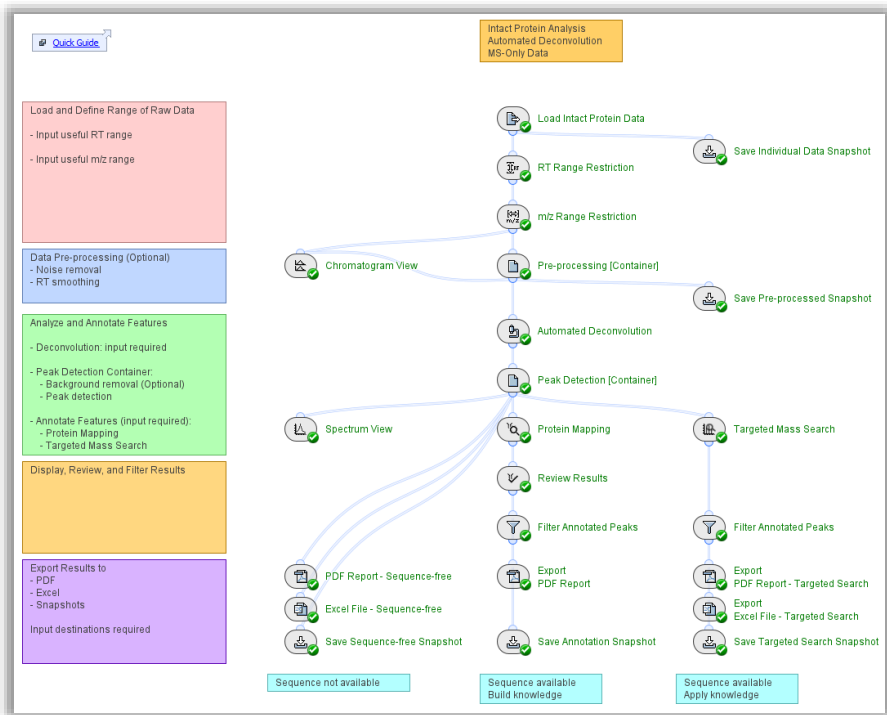 Quick Guide
Intact Protein Analysis
Automated Deconvolution
MS-Only Data
Load and Define Range of Raw Data
- Input useful RT range
- Input useful m/z range
Load Intact Protein Data
Save Individual Data Snapshot
RT Range Restriction
m/z Range Restriction
Data Pre-processing (Optional)
- Noise removal
- RT smoothing
Chromatogram View
Pre-processing [Container]
Save Pre-processed Snapshot
Analyze and Annotate Features
- Deconvolution: input required
- Peak Detection Container:
- Background removal (Optional)
- Peak detection
- Annotate Features (input required):
- Protein Mapping
- Targeted Mass Search
Automated Deconvolution
Peak Detection [Container]
Spectrum View
Protein Mapping
Targeted Mass Search
Display, Review, and Filter Results
Review Results
Filter Annotated Peaks
Filter Annotated Peaks
Export Results to
- PDF
- Excel
- Snapshots
Input destinations required
PDF Report - Sequence-free
Export
PDF Report
Export
PDF Report - Targeted Search
Excel File - Sequence-free
Export
Excel File - Targeted Search
Save Sequence-free Snapshot
Save Annotation Snapshot
Save Targeted Search Snapshot
Sequence not available
Sequence available
Build knowledge
Sequence available
Apply knowledge